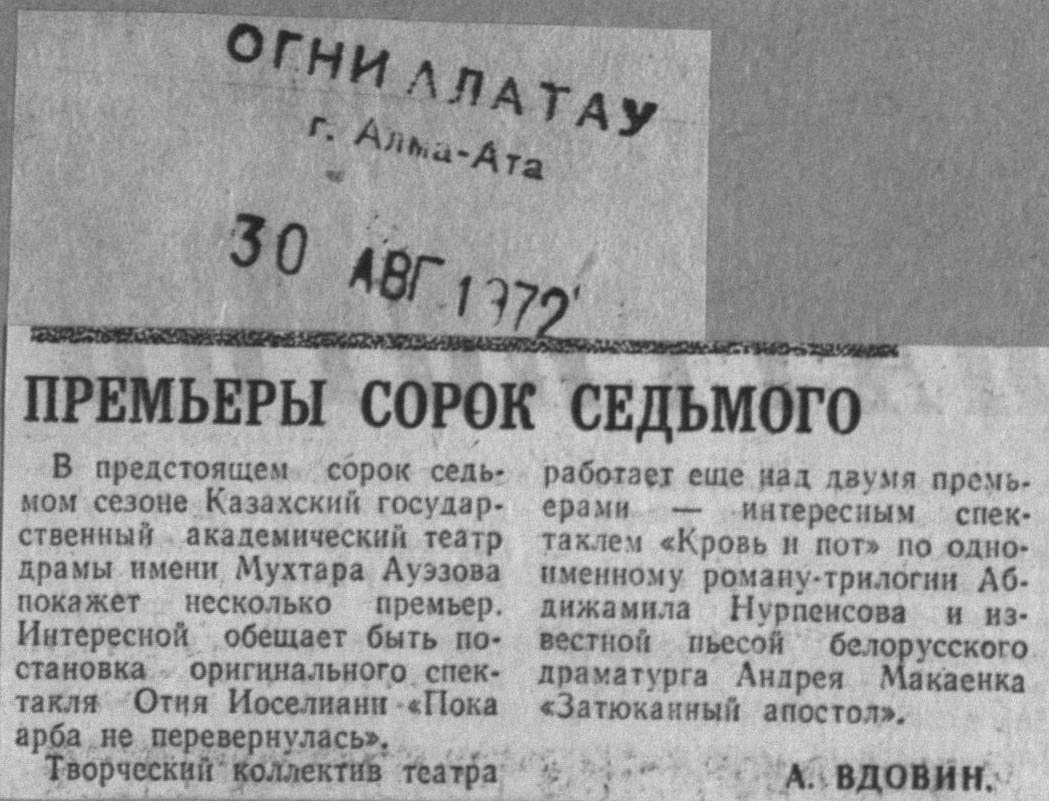 ОГНИ АЛАТАУ
г. Алма-Ата
30 АВГ 1972
ПРЕМЬЕРЫ СОРОК СЕДЬМОГО
В предстоящем сорок седь-
мом сезоне Казахский государ-
ственный академический театр
драмы имени Мухтара Ауэзова
покажет несколько премьер.
Интересной обещает быть по-
становка оригинального спек-
такля Отия Иоселиани «Пока
арба не перевернулась».
Творческий коллектив театра
работает еще над двумя премь-
ерами — интересным спек-
таклем «Кровь и пот» по одно-
именному роману-трилогии Аб-
дижамила Нурпеисова и из-
вестной пьесой белорусского
драматурга Андрея Макаенка
«Затюканный апостол».
А. ВДОВИН.